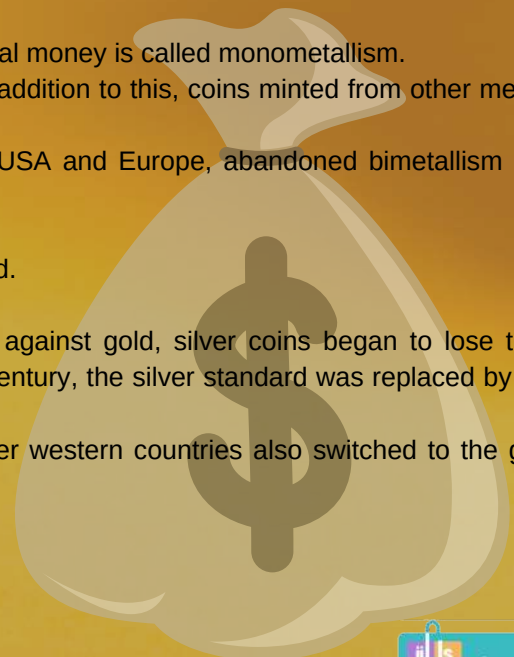 al money is called monometallism.
addition to this, coins minted from other me
USA and Europe, abandoned bimetallism
d.
against gold, silver coins began to lose t
entury, the silver standard was replaced by
er western countries also switched to the g